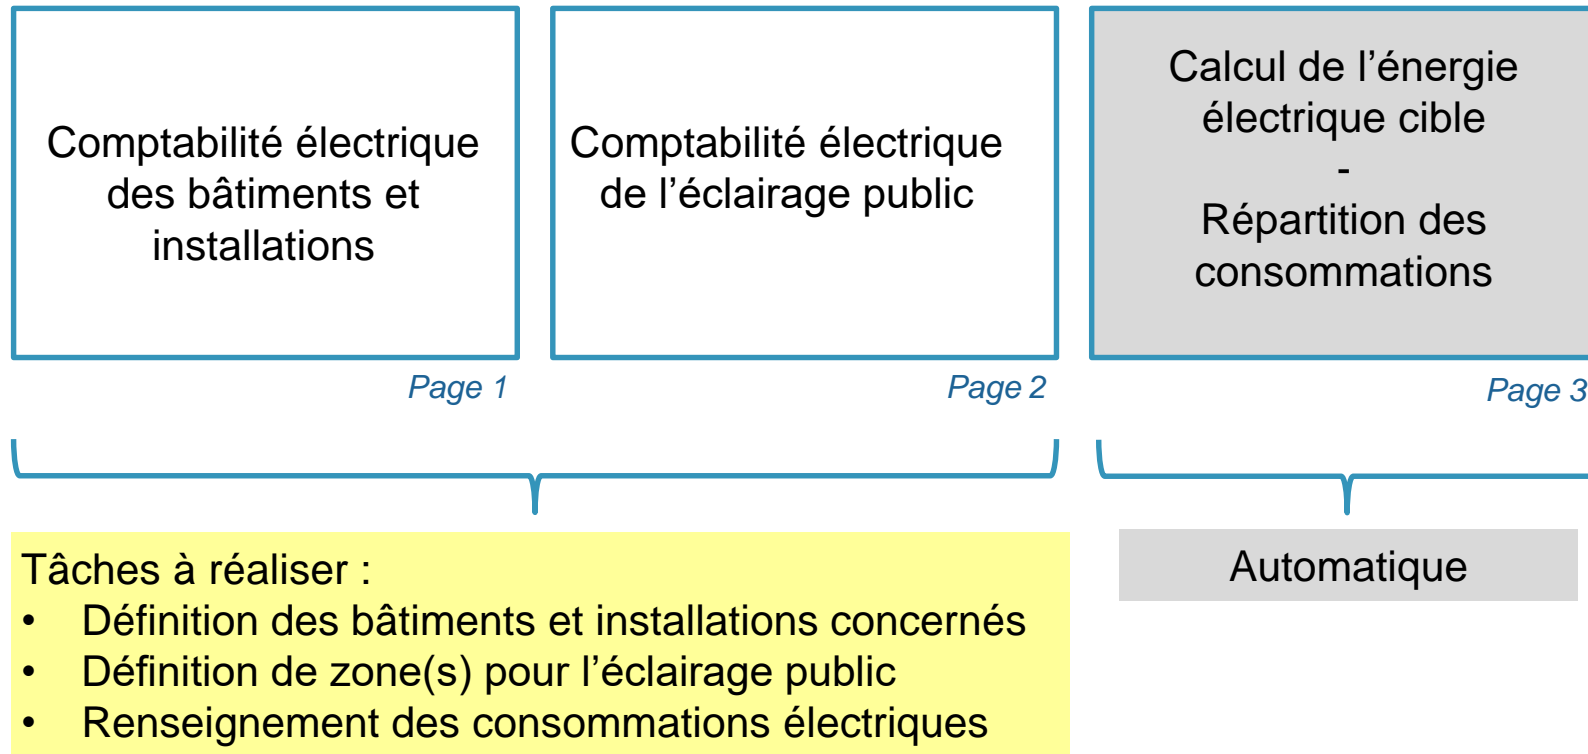 Comptabilité électrique
des bâtiments et
installations
Page 1
Comptabilité électrique
de l’éclairage public
Page 2
Calcul de l’énergie
électrique cible
-
Répartition des
consommations
Page 3
Tâches à réaliser :
• Définition des bâtiments et installations concernés
• Définition de zone(s) pour l’éclairage public
• Renseignement des consommations électriques
Automatique